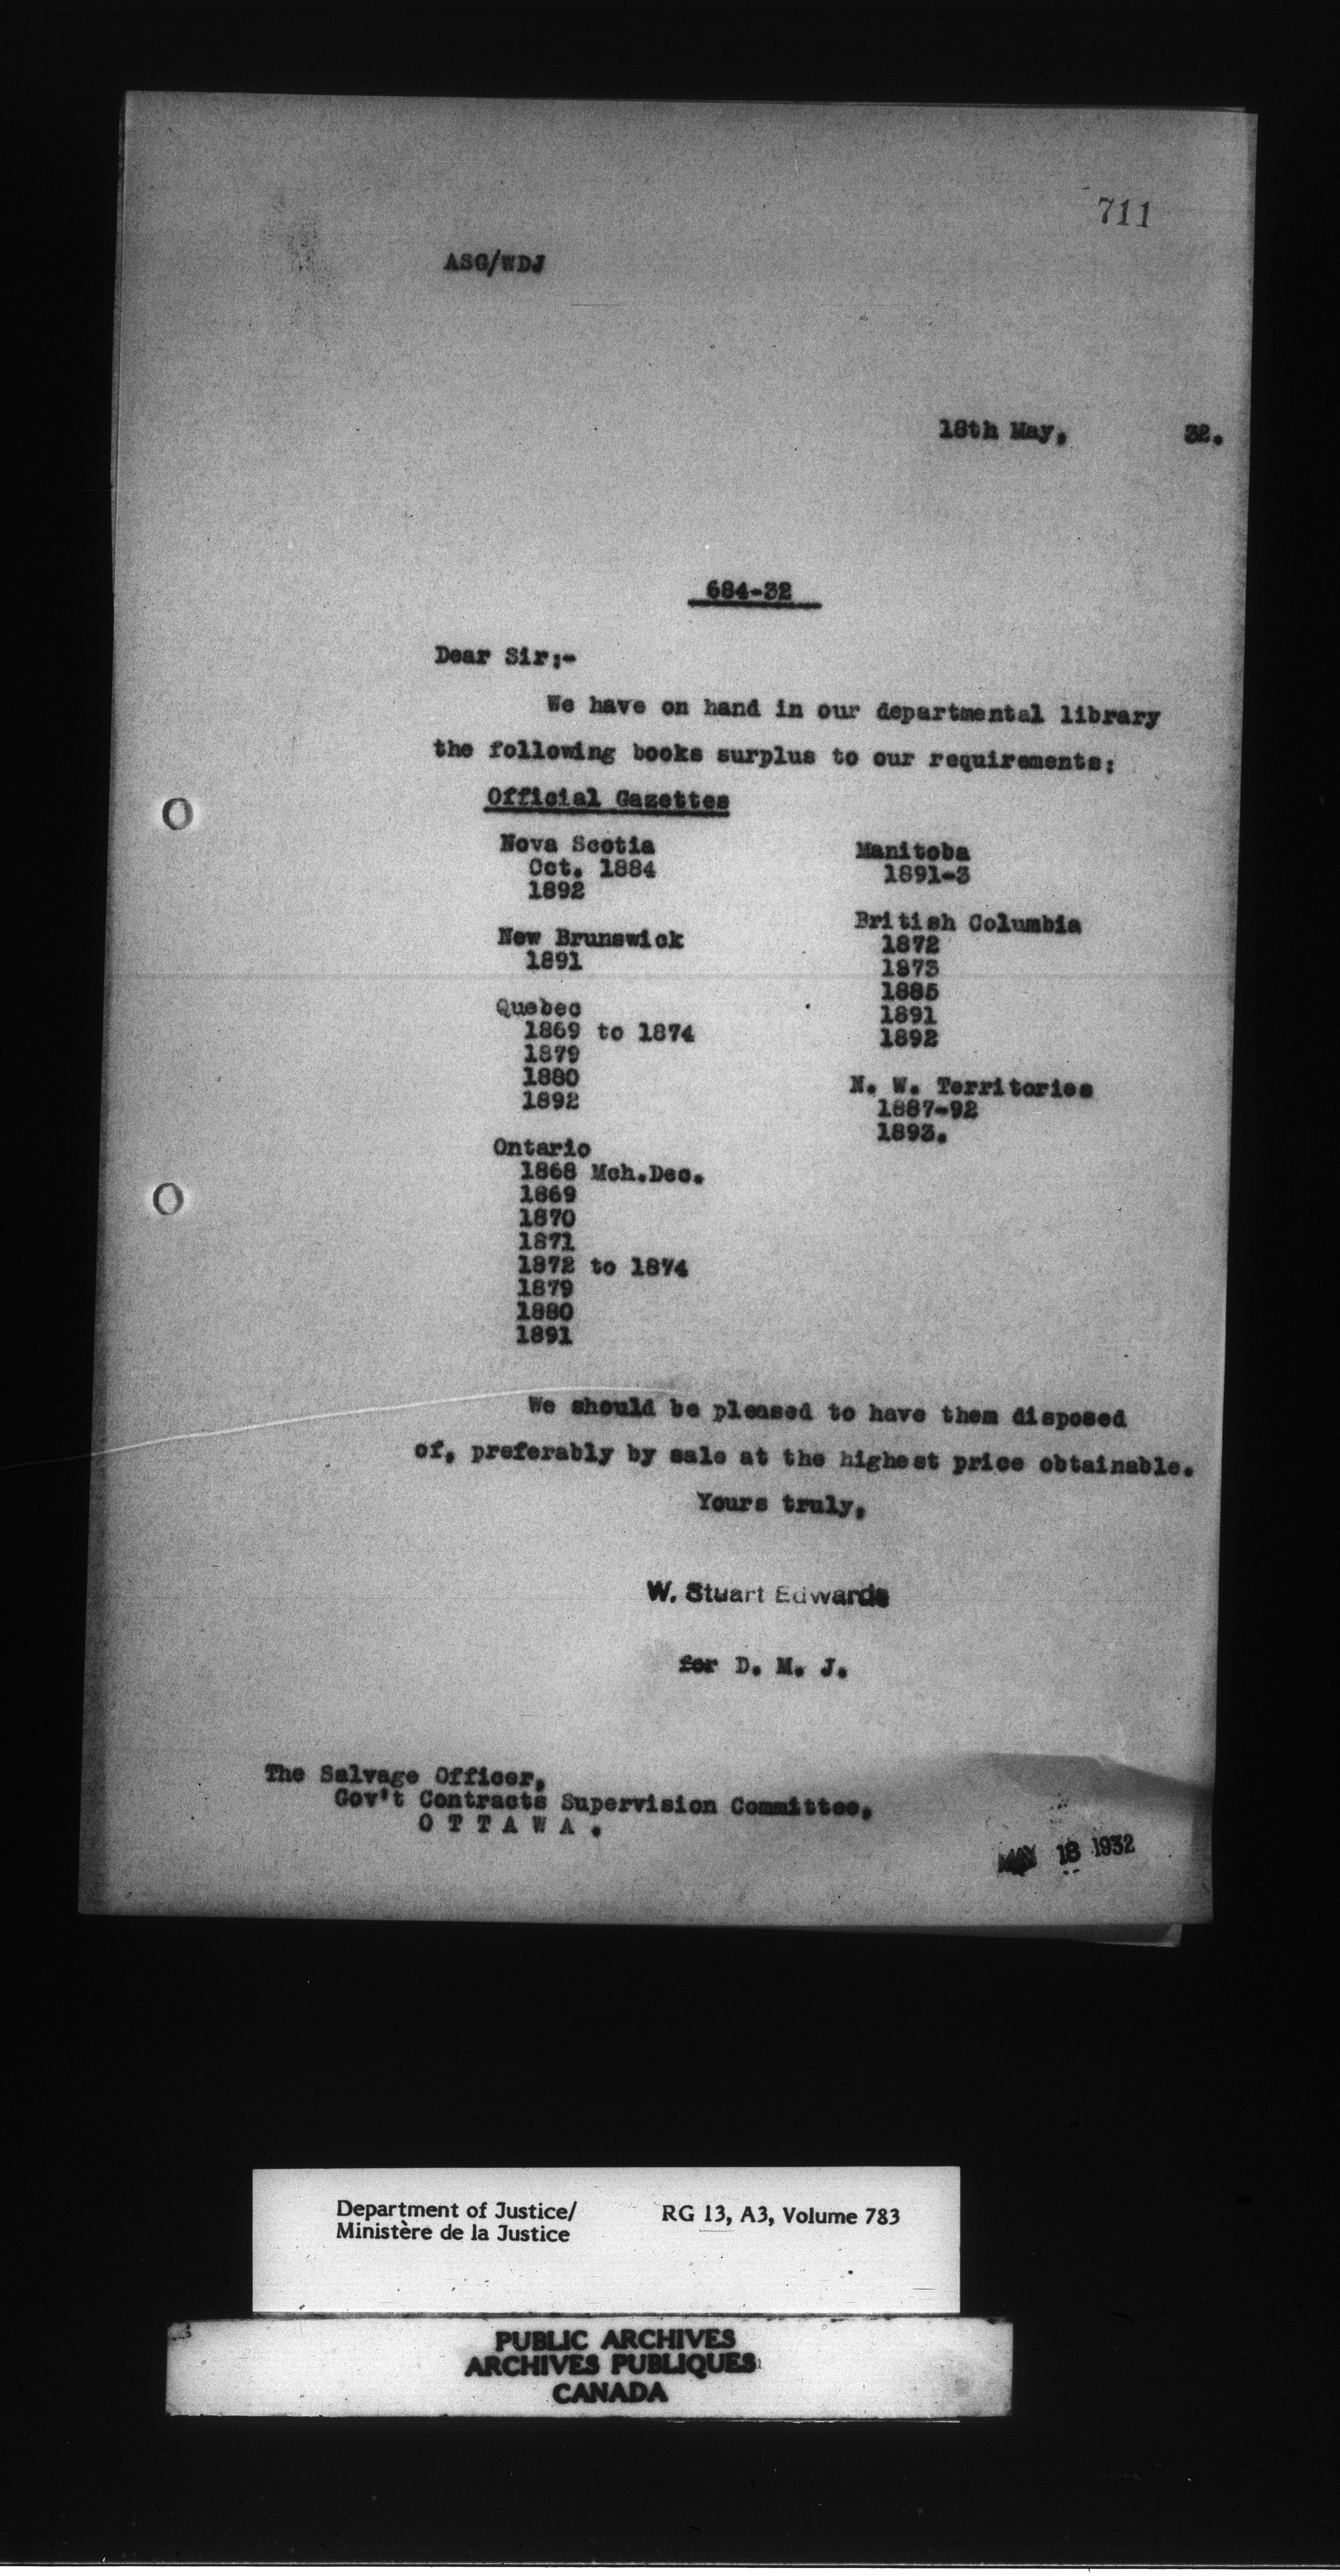 711
ASG/WDJ
18th May, 32.
684-32
Dear Sir:-
We have on hand in our departmental library
the following books surplus to our requirements:
Official Gazettes
Nova Scotia
Oct. 1884
1892
New Brunswick
1891
Quebec
1869 to 1874
1879
1880
1892
Ontario
1868 Mch.Dec.
1869
1870
1871
1872 to 1874
1879
1880
1891
Manitoba
1891-3
British Columbia
1872
1873
1885
1891
1892
N. W. Territories
1887-92
1893.
We should be pleased to have them disposed
of, preferably by sale at the highest price obtainable.
Yours truly,
W. Stuart Edwards
for D. M. J.
The Salvage Officer,
Gov't Contracts Supervision Committee,
O T T A W A .
MAY 18 1932
Department of Justice/
Ministère de la Justice
RG 13, A3, Volume 783
PUBLIC ARCHIVES
ARCHIVES PUBLIQUES
CANADA